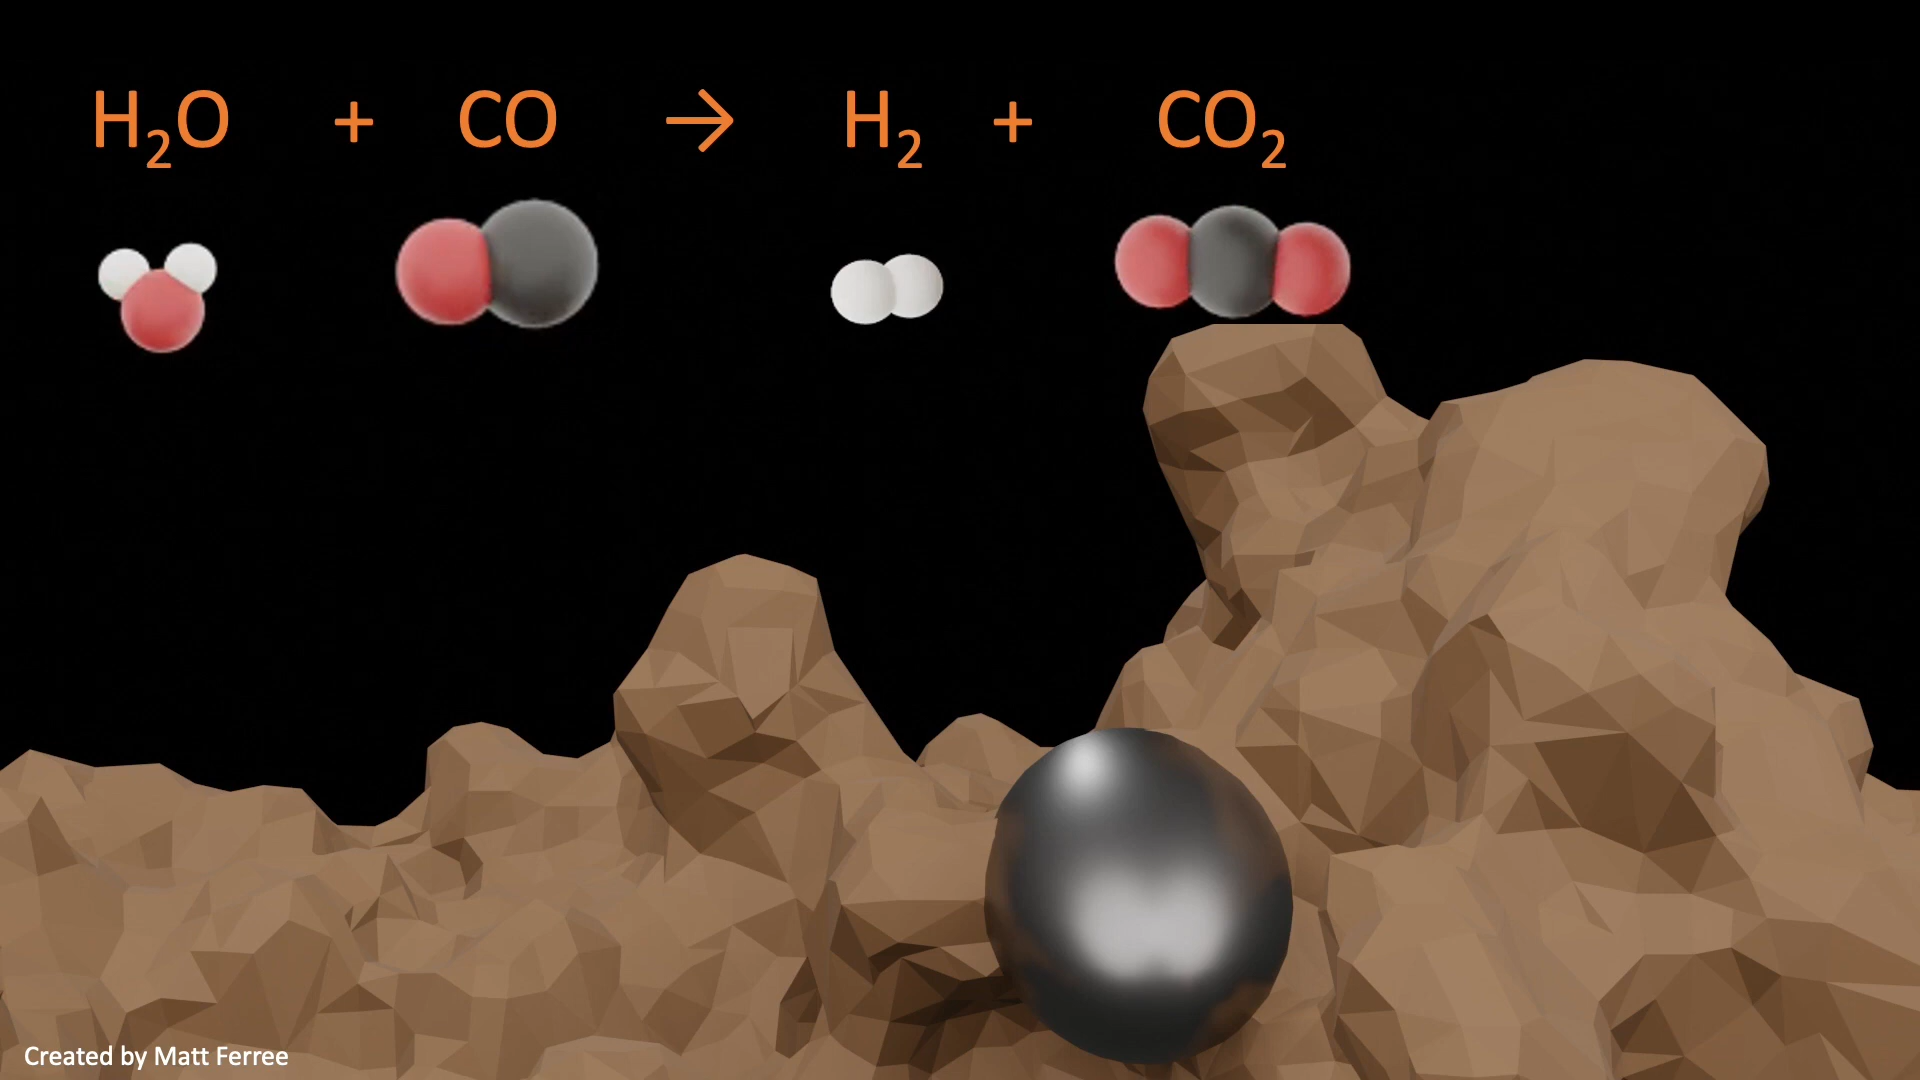 H₂O + CO → H₂ + CO₂
Created by Matt Ferree